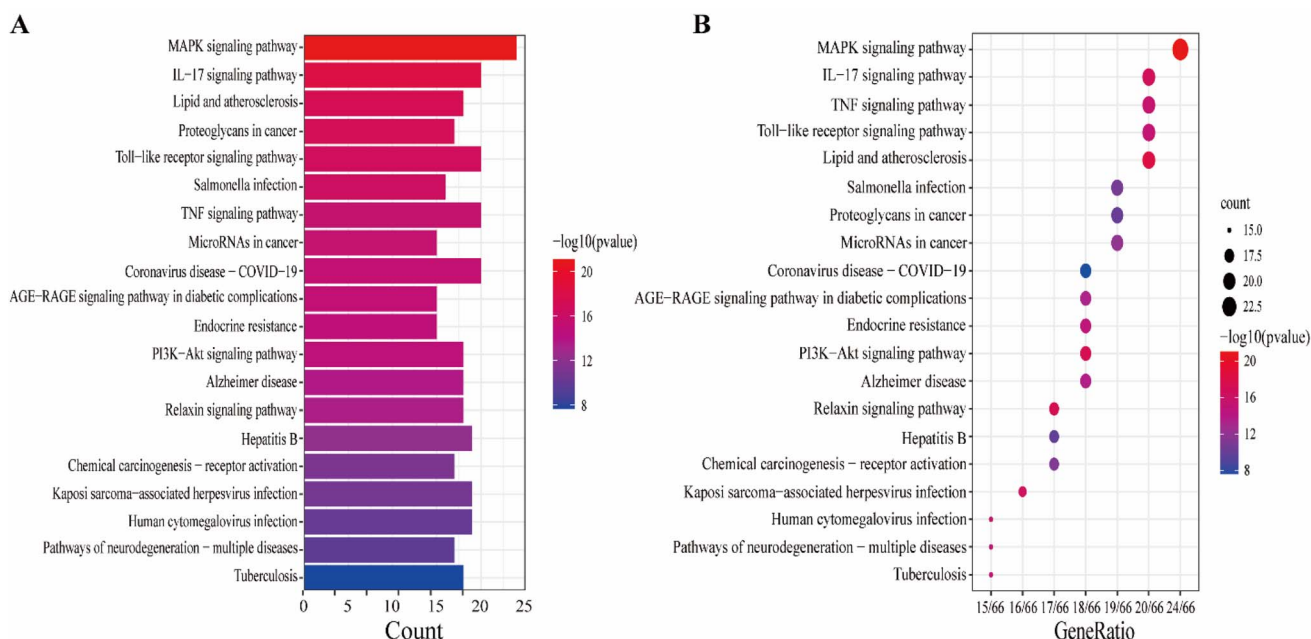 A
MAPK signaling pathway
IL-17 signaling pathway
Lipid and atherosclerosis
Proteoglycans in cancer
Toll-like receptor signaling pathway
Salmonella infection
TNF signaling pathway
MicroRNAs in cancer
Coronavirus disease − COVID-19
AGE-RAGE signaling pathway in diabetic complications
Endocrine resistance
PI3K-Akt signaling pathway
Alzheimer disease
Relaxin signaling pathway
Hepatitis B
Chemical carcinogenesis − receptor activation
Kaposi sarcoma-associated herpesvirus infection
Human cytomegalovirus infection
Pathways of neurodegeneration − multiple diseases
Tuberculosis
0 5 10 15 20 25
Count
−log10(pvalue)
20
16
12
8
B
MAPK signaling pathway
IL-17 signaling pathway
TNF signaling pathway
Toll-like receptor signaling pathway
Lipid and atherosclerosis
Salmonella infection
Proteoglycans in cancer
MicroRNAs in cancer
Coronavirus disease − COVID-19
AGE-RAGE signaling pathway in diabetic complications
Endocrine resistance
PI3K-Akt signaling pathway
Alzheimer disease
Relaxin signaling pathway
Hepatitis B
Chemical carcinogenesis − receptor activation
Kaposi sarcoma-associated herpesvirus infection
Human cytomegalovirus infection
Pathways of neurodegeneration − multiple diseases
Tuberculosis
15/66 16/66 17/66 18/66 19/66 20/66 24/66
GeneRatio
count
15.0
17.5
20.0
22.5
−log10(pvalue)
20
16
12
8